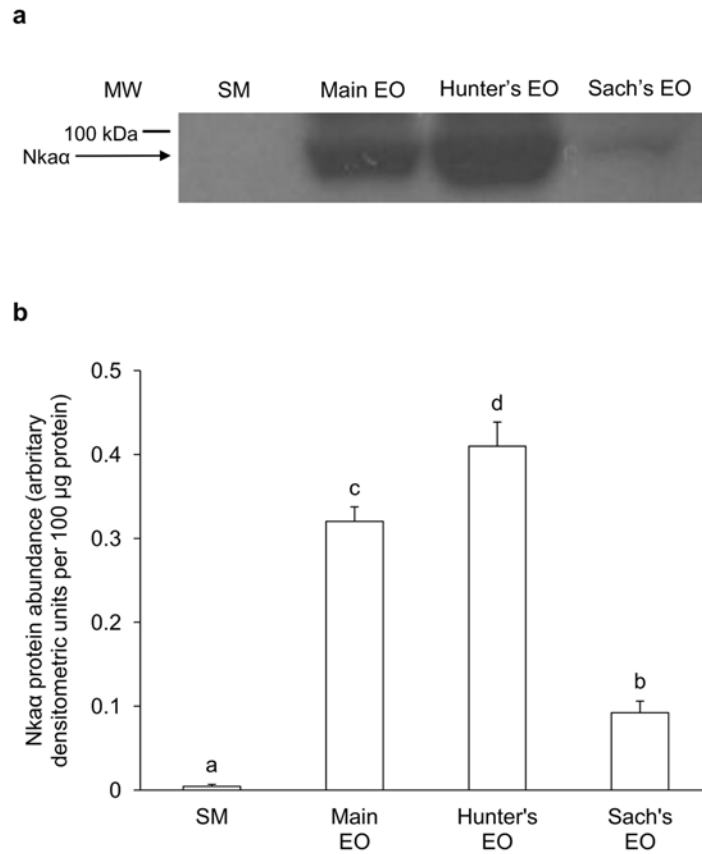 a
MW SM Main EO Hunter's EO Sach's EO
100 kDa
Nkaα
b
Nkaα protein abundance (arbritary
densitometric units per 100 µg protein)
0.5
0.4
0.3
0.2
0.1
0
a
c
d
b
SM Main Hunter's Sach's
EO EO EO